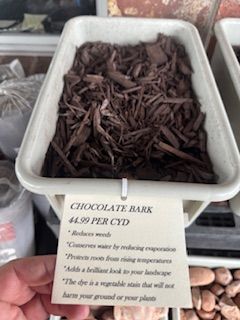 CHOCOLATE BARK
44.99 PER CYD
*Reduces weeds
*Conserves water by reducing evaporation
*Protects roots from rising temperatures
*Adds a brilliant look to your landscape
*The dye is a vegetable stain that will not
harm your ground or your plants